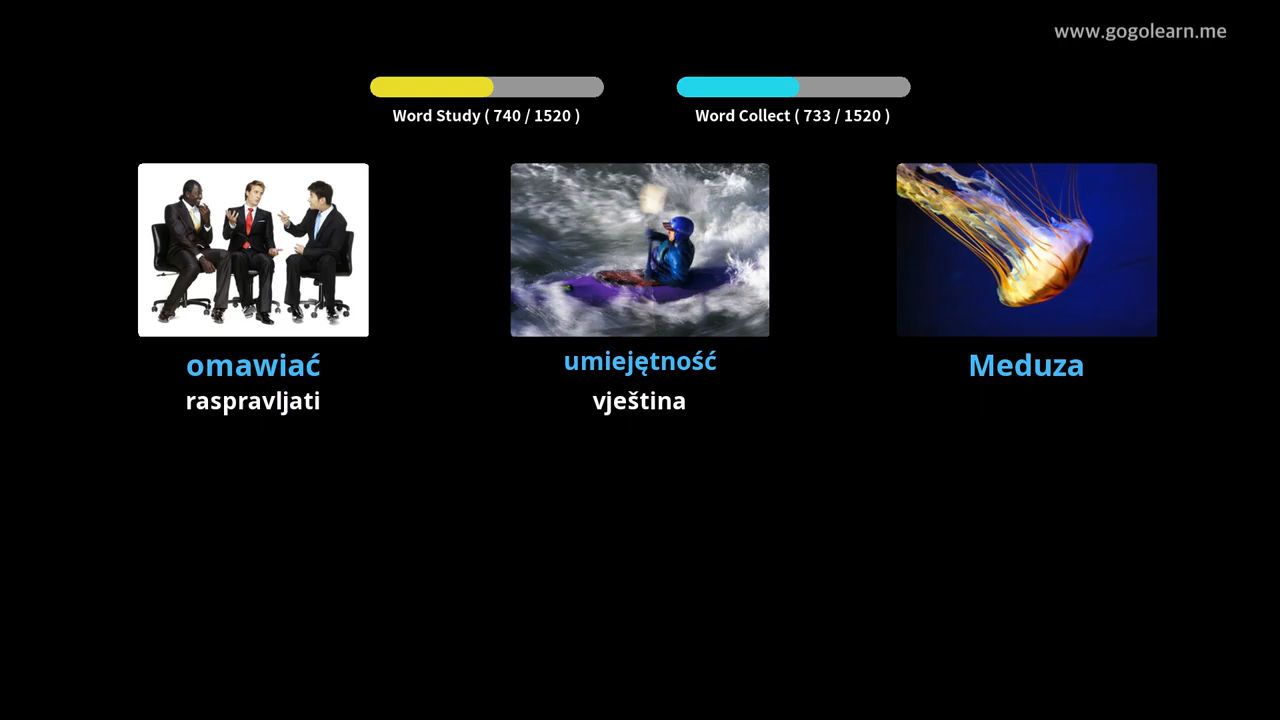 www.gogolearn.me
Word Study ( 740 / 1520 )
Word Collect ( 733 / 1520 )
omawiać
raspravljati
umiejętność
vještina
Meduza